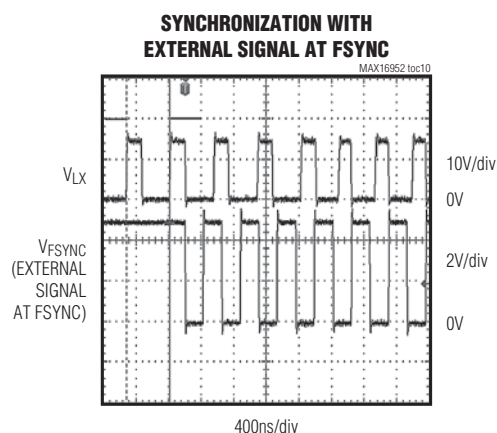 SYNCHRONIZATION WITH
EXTERNAL SIGNAL AT FSYNC
MAX16952 toc10
VLX
10V/div
0V
VFSYNC
(EXTERNAL
SIGNAL
AT FSYNC)
2V/div
0V
400ns/div